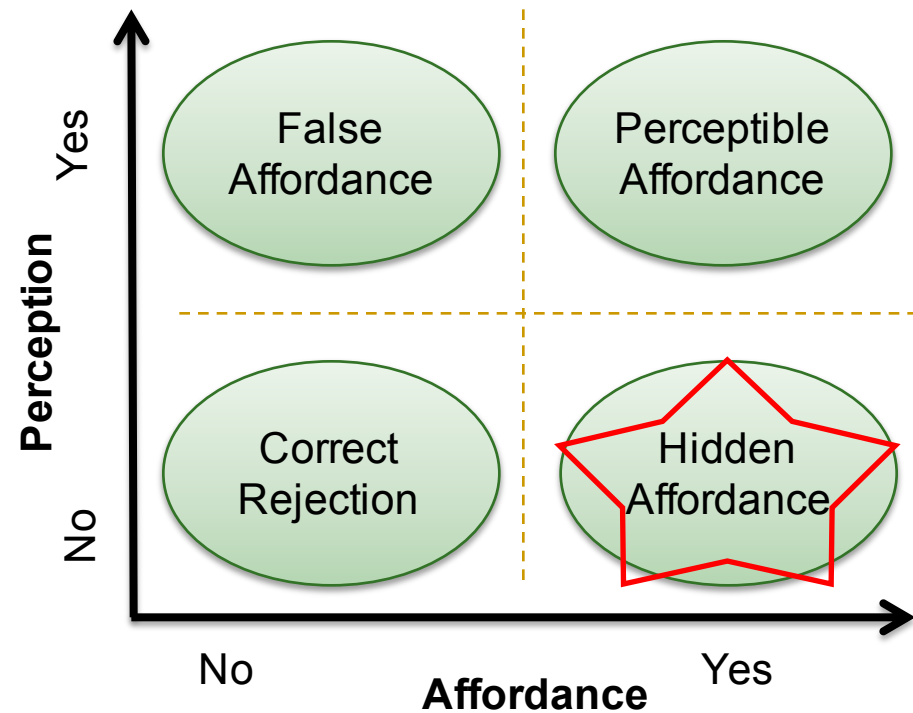 Perception
Yes
No
False
Affordance
Perceptible
Affordance
Correct
Rejection
Hidden
Affordance
No
Yes
Affordance